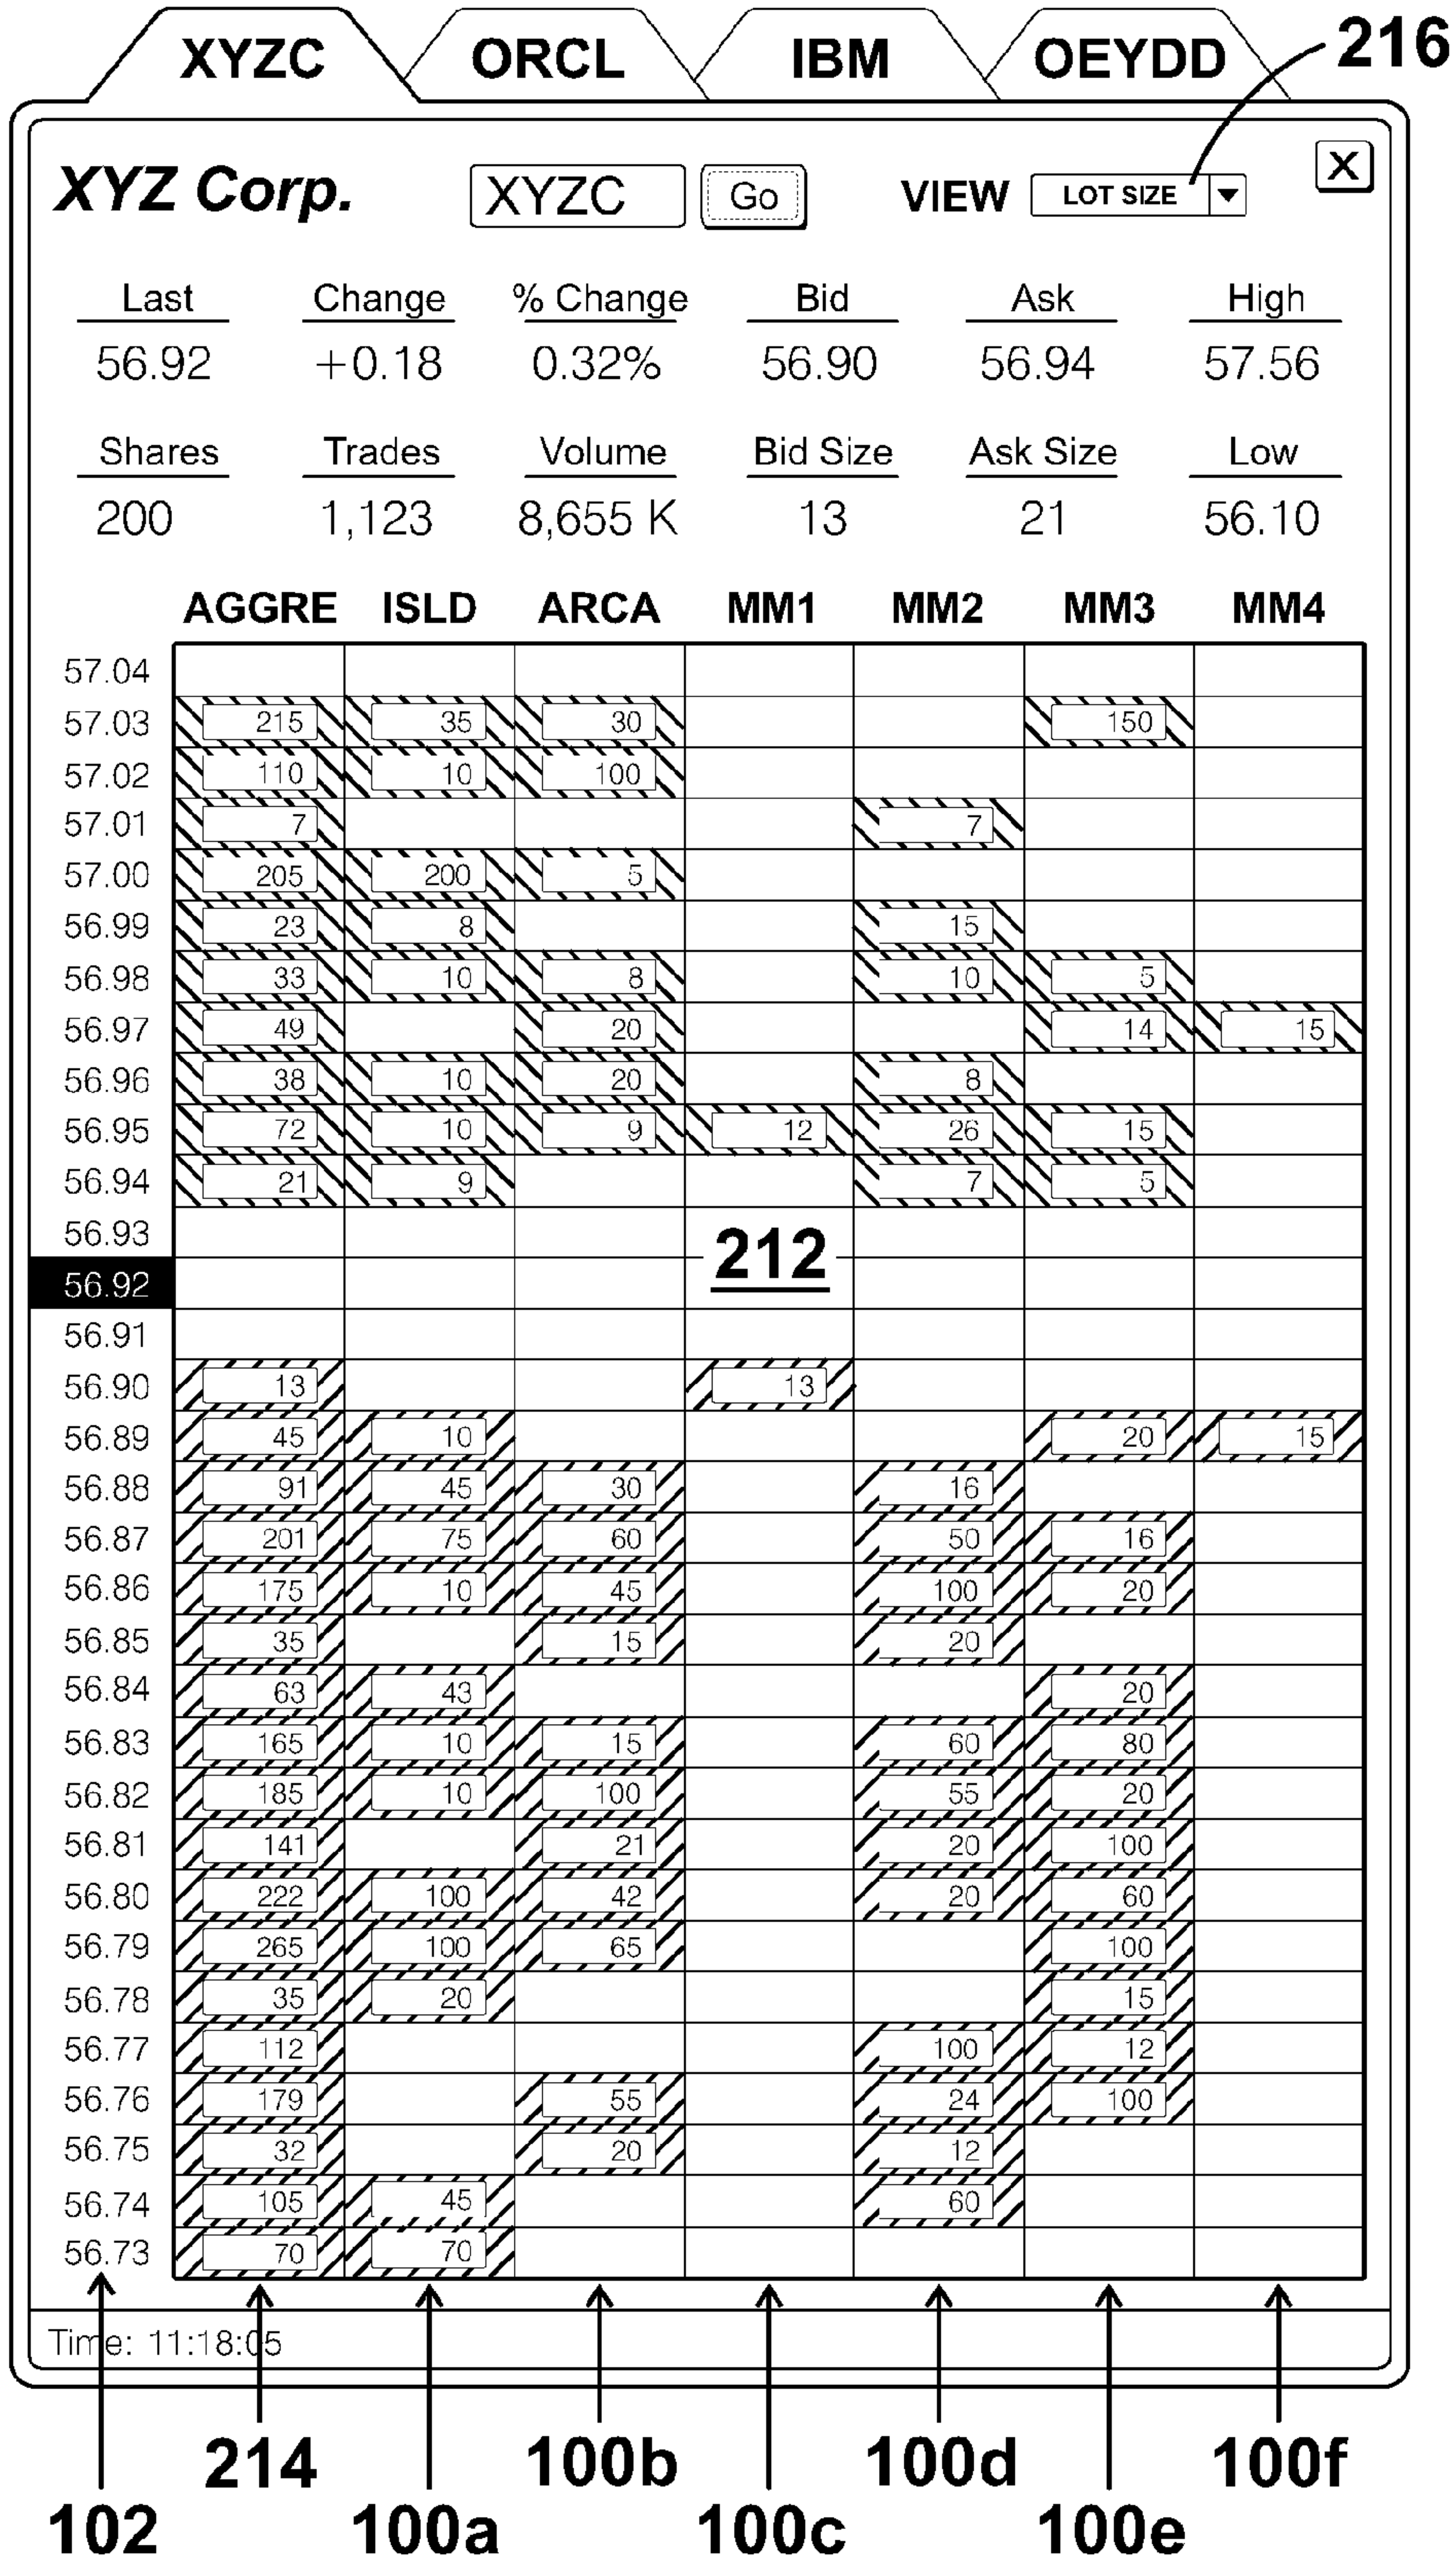 XYZC ORCL IBM OEYDD 216
XYZ Corp. XYZC Go VIEW LOT SIZE X
Last Change % Change Bid Ask High
56.92 +0.18 0.32% 56.90 56.94 57.56
Shares Trades Volume Bid Size Ask Size Low
200 1,123 8,655 K 13 21 56.10
AGGRE ISLD ARCA MM1 MM2 MM3 MM4
57.04
57.03 215 35 30 150
57.02 110 10 100
57.01 7 7
57.00 205 200 5
56.99 23 8 15
56.98 33 10 8 10 5
56.97 49 20 14 15
56.96 38 10 20 8
56.95 72 10 9 12 26 15
56.94 21 9 7 5
56.93
212
56.92
56.91
56.90 13 13
56.89 45 10 20 15
56.88 91 45 30 16
56.87 201 75 60 50 16
56.86 175 10 45 100 20
56.85 35 15 20
56.84 63 43 20
56.83 165 10 15 60 80
56.82 185 10 100 55 20
56.81 141 21 20 100
56.80 222 100 42 20 60
56.79 265 100 65 100
56.78 35 20 15
56.77 112 100 12
56.76 179 55 24 100
56.75 32 20 12
56.74 105 45 60
56.73 70 70
Time: 11:18:05
214 100b 100d 100f
102 100a 100c 100e